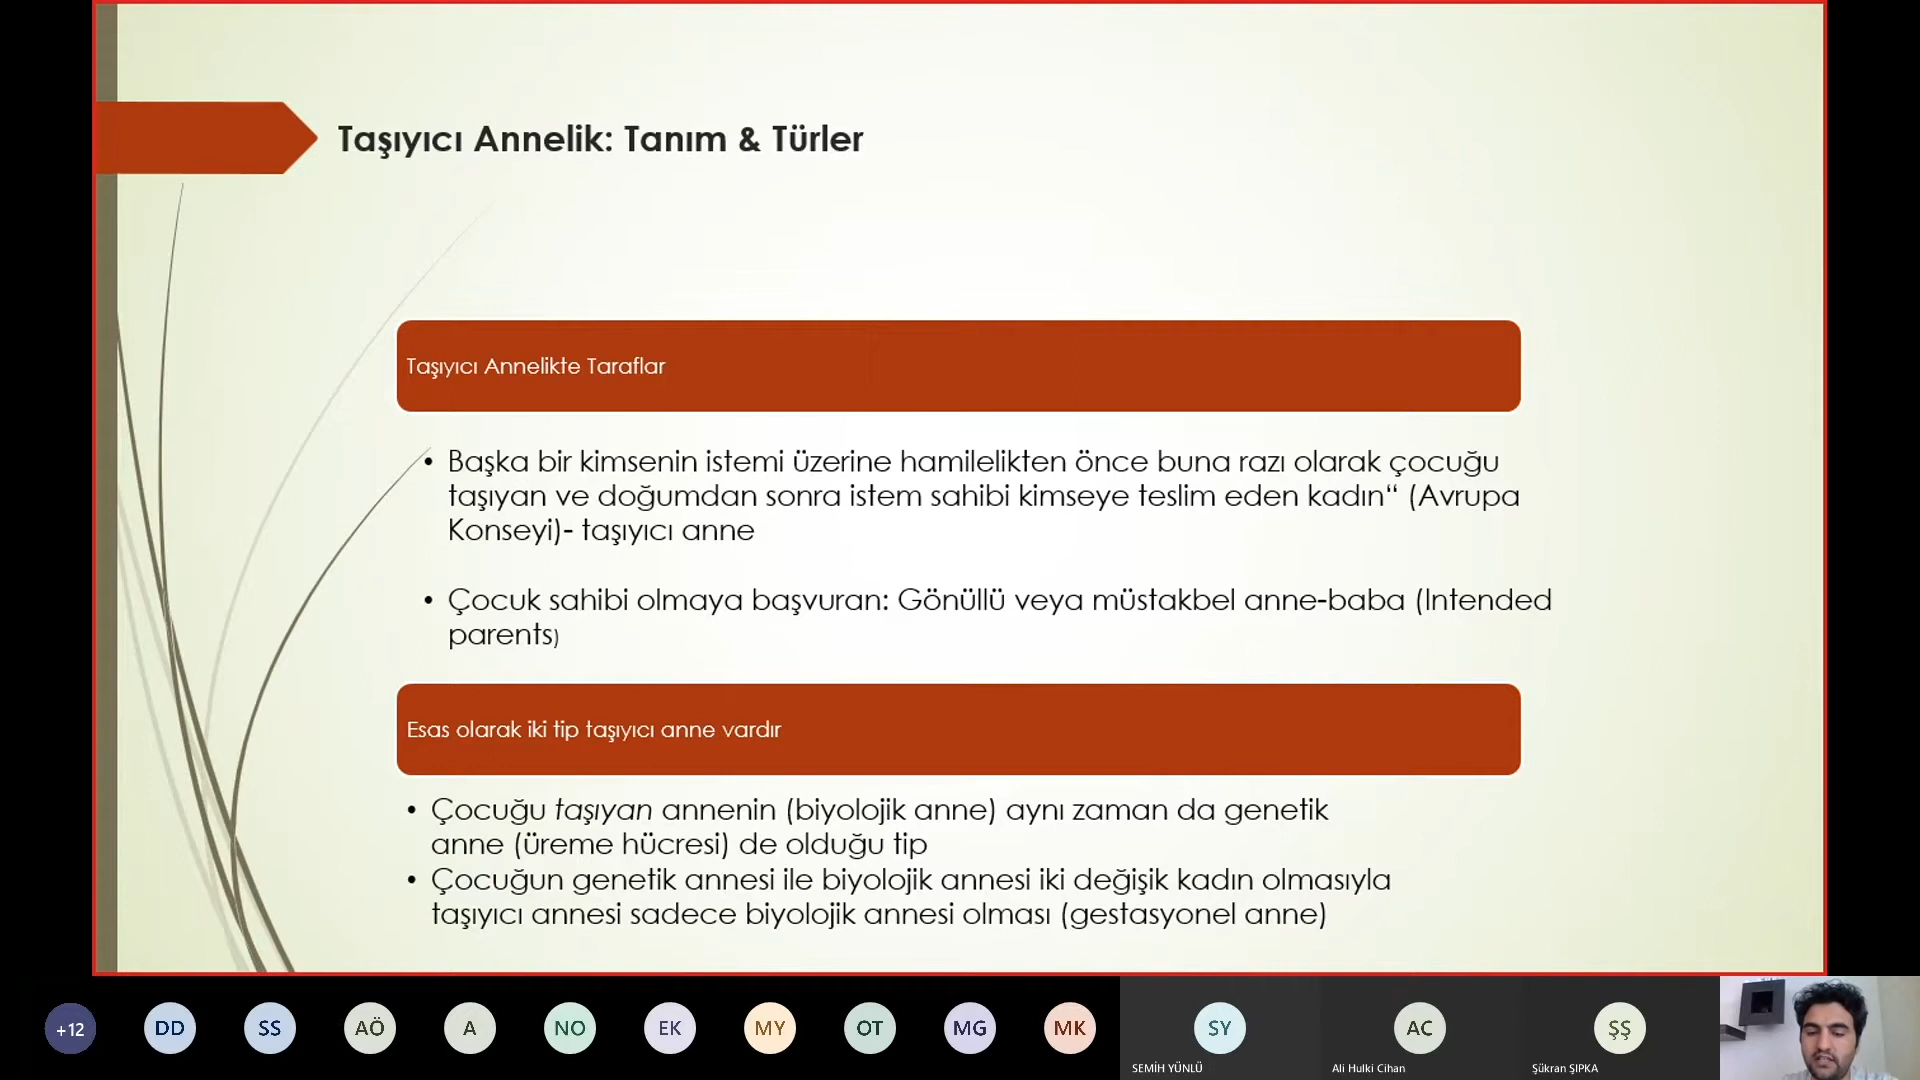 Taşıyıcı Annelik: Tanım & Türler
Taşıyıcı Annelikte Taraflar
• Başka bir kimsenin istemi üzerine hamilelikten önce buna razı olarak çocuğu
taşıyan ve doğumdan sonra istem sahibi kimseye teslim eden kadın“ (Avrupa
Konseyi)- taşıyıcı anne
• Çocuk sahibi olmaya başvuran: Gönüllü veya müstakbel anne-baba (Intended
parents)
Esas olarak iki tip taşıyıcı anne vardır
• Çocuğu taşıyan annenin (biyolojik anne) aynı zaman da genetik
anne (üreme hücresi) de olduğu tip
• Çocuğun genetik annesi ile biyolojik annesi iki değişik kadın olmasıyla
taşıyıcı annesi sadece biyolojik annesi olması (gestasyonel anne)
+12 DD SS AÖ A NO EK MY OT MG MK SY AC ŞŞ
SEMİH YÜNLÜ Ali Hulki Cihan Şükran ŞIPKA